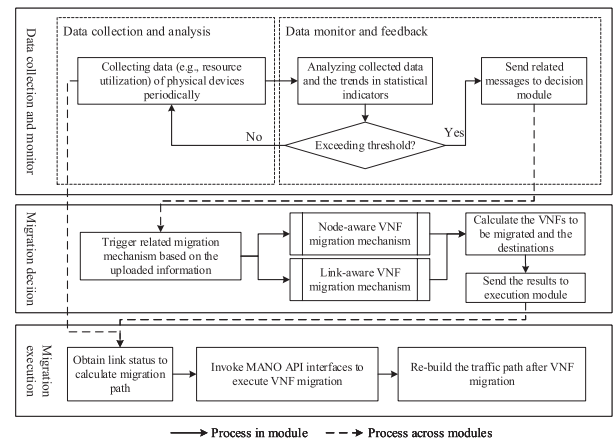 Data collection and monitor
Data collection and analysis
Data monitor and feedback
Collecting data (e.g., resource
utilization) of physical devices
periodically
Analyzing collected data
and the trends in statistical
indicators
Send related
messages to decision
module
No
Exceeding threshold?
Yes
Migration deciion
Trigger related migration
mechanism based on the
uploaded information
Node-aware VNF
migration mechanism
Link-aware VNF
migration mechanism
Calculate the VNFs to
be migrated and the
destinations
Send the results to
execution module
Migration
execution
Obtain link status to
calculate migration
path
Invoke MANO API interfaces to
execute VNF migration
Re-build the traffic path after VNF
migration
Process in module
Process across modules